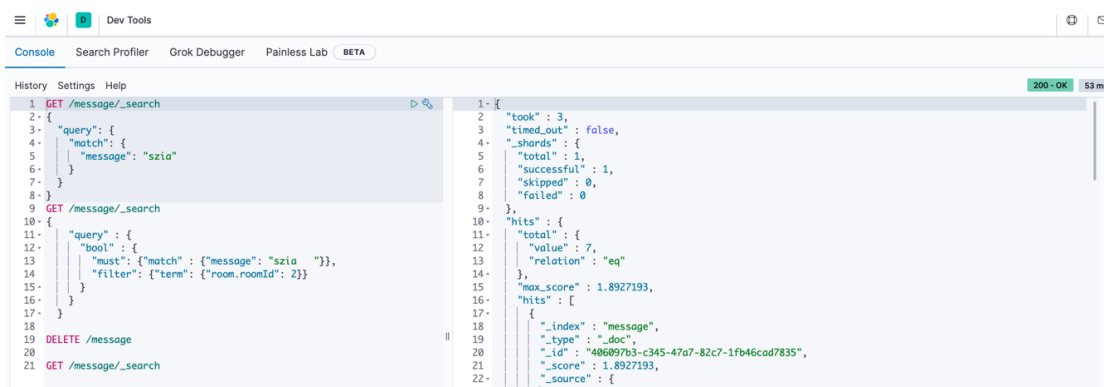 D Dev Tools
Console Search Profiler Grok Debugger Painless Lab BETA
History Settings Help
200 - OK 53 m
1 GET /message/_search
2 {
3 "query": {
4 "match": {
5 "message": "szia"
6 }
7 }
8 }
9 GET /message/_search
10 {
11 "query" : {
12 "bool" : {
13 "must": {"match" : {"message": "szia   "}},
14 "filter": {"term": {"room.roomId": 2}}
15 }
16 }
17 }
18
19 DELETE /message
20
21 GET /message/_search
1 {
2 "took" : 3,
3 "timed_out" : false,
4 "_shards" : {
5 "total" : 1,
6 "successful" : 1,
7 "skipped" : 0,
8 "failed" : 0
9 },
10 "hits" : {
11 "total" : {
12 "value" : 7,
13 "relation" : "eq"
14 },
15 "max_score" : 1.8927193,
16 "hits" : [
17 {
18 "_index" : "message",
19 "_type" : "_doc",
20 "_id" : "406097b3-c345-47a7-82c7-1fb46cad7835",
21 "_score" : 1.8927193,
22 "_source" : {